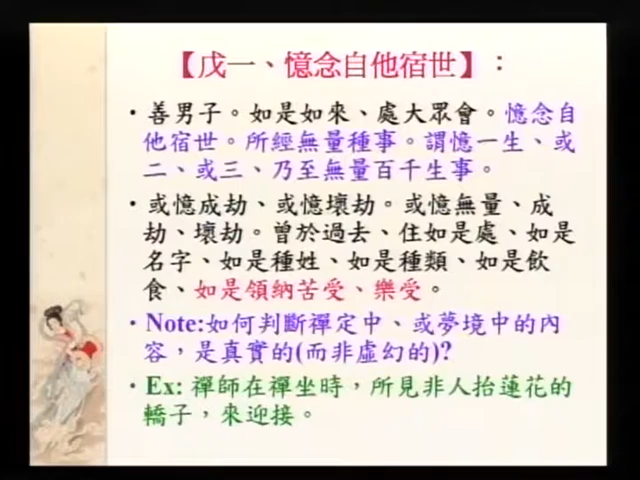 【戊一、憶念自他宿世】：
・善男子。如是如來、處大眾會。憶念自
他宿世。所經無量種事。謂憶一生、或
二、或三、乃至無量百千生事。
・或憶成劫、或憶壞劫。或憶無量、成
劫、壞劫。曾於過去、住如是處、如是
名字、如是種姓、如是種類、如是飲
食、如是領納苦受、樂受。
・Note:如何判斷禪定中、或夢境中的內
容，是真實的(而非虛幻的)?
・Ex: 禪師在禪坐時，所見非人抬蓮花的
轎子，來迎接。